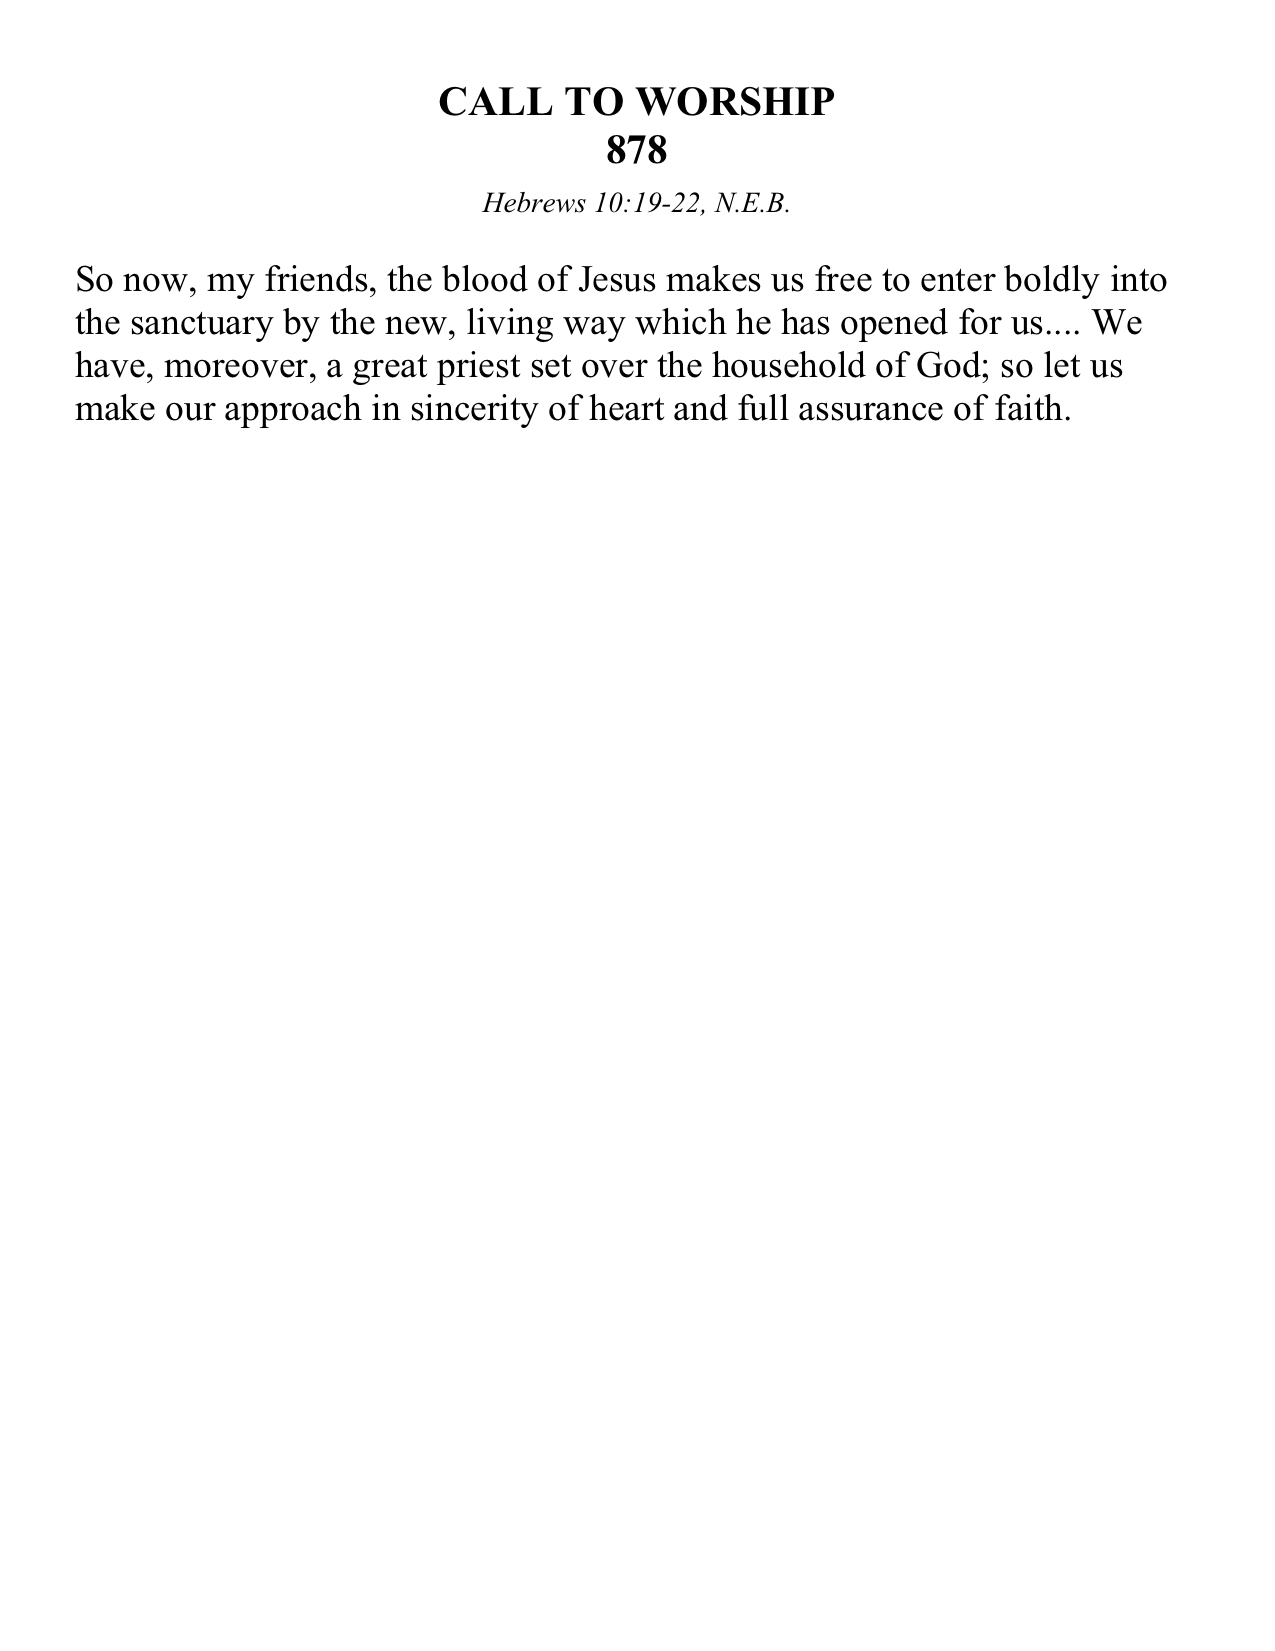 CALL TO WORSHIP
878
Hebrews 10:19-22, N.E.B.
So now, my friends, the blood of Jesus makes us free to enter boldly into
the sanctuary by the new, living way which he has opened for us.... We
have, moreover, a great priest set over the household of God; so let us
make our approach in sincerity of heart and full assurance of faith.